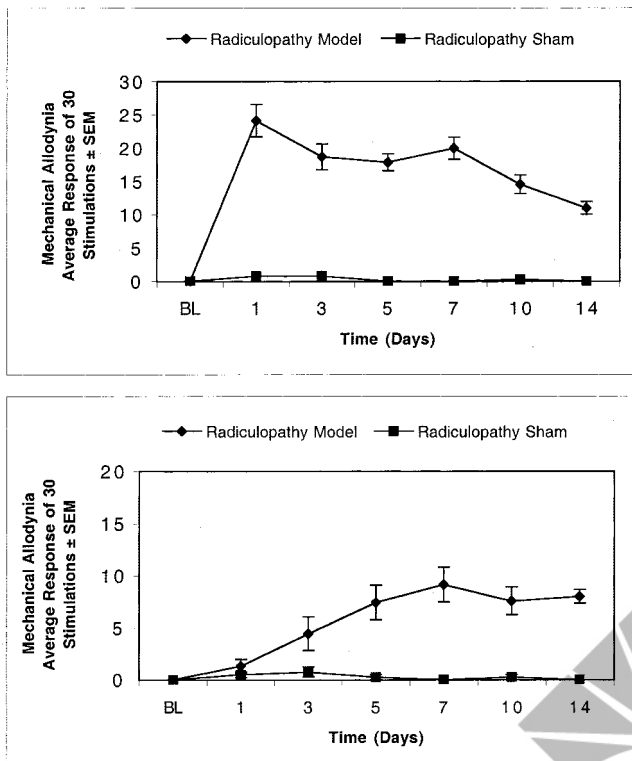 Radiculopathy Model Radiculopathy Sham
Mechanical Allodynia
Average Response of 30
Stimulations ± SEM
30
25
20
15
10
5
0
BL 1 3 5 7 10 14
Time (Days)
Radiculopathy Model Radiculopathy Sham
Mechanical Allodynia
Average Response of 30
Stimulations ± SEM
20
15
10
5
0
BL 1 3 5 7 10 14
Time (Days)